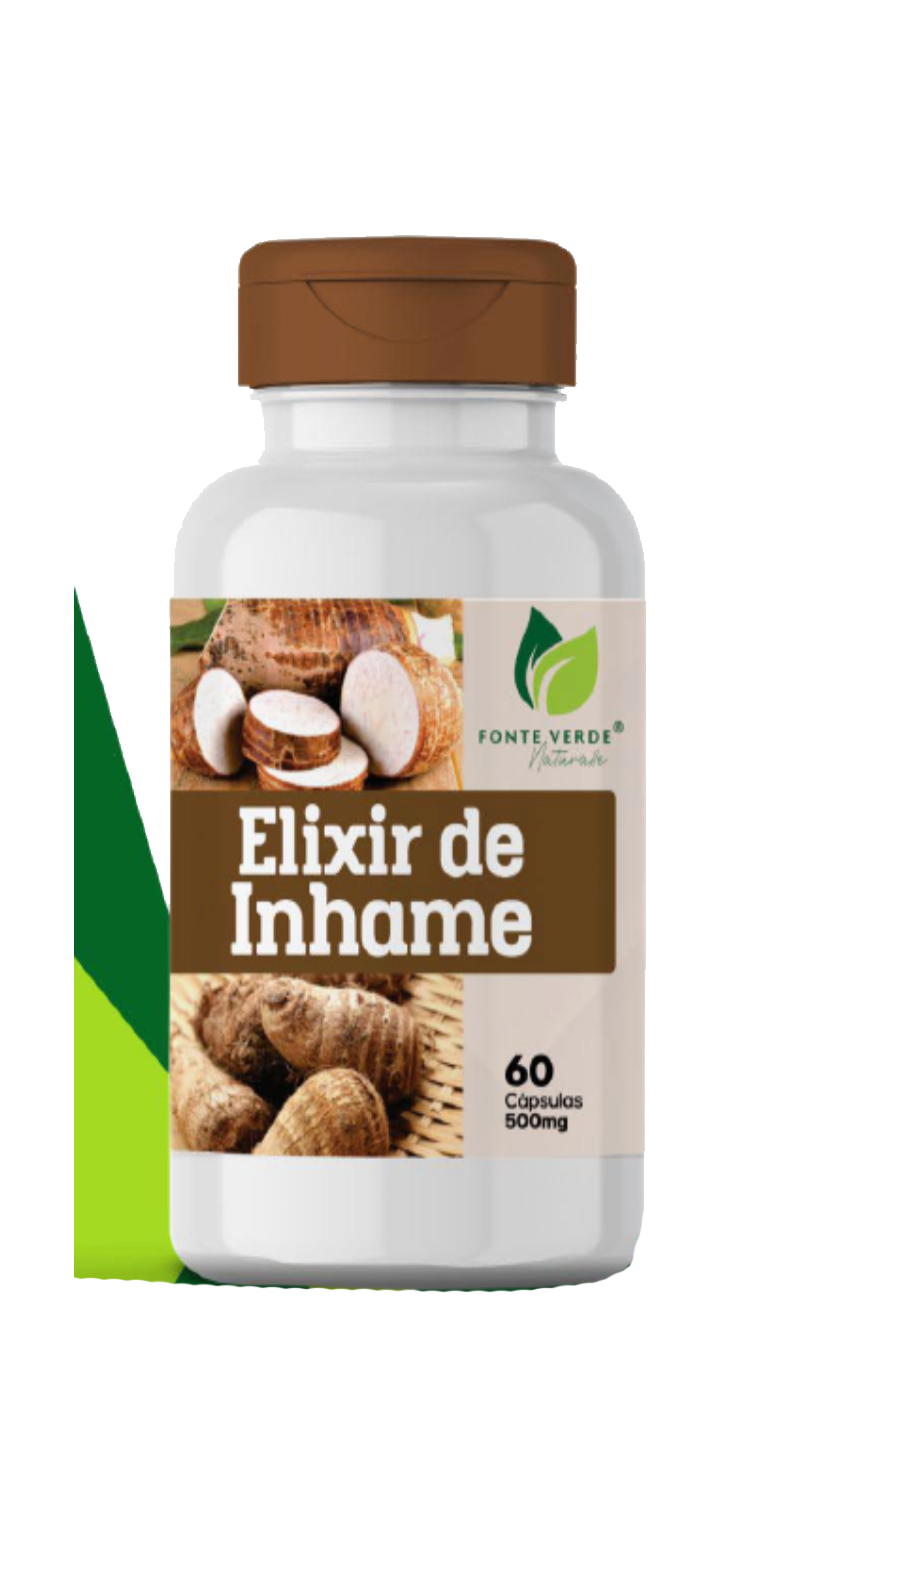 FONTE VERDE®
Naturale
Elixir de
Inhame
60
Cápsulas
500mg